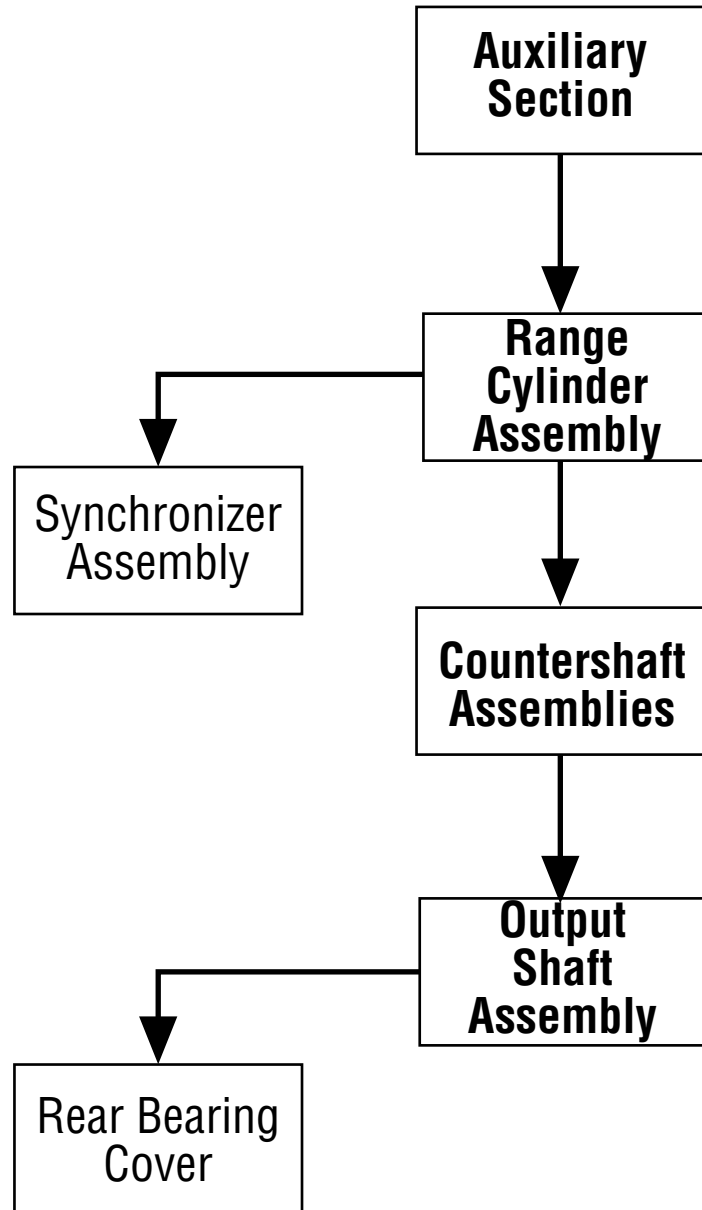 Auxiliary
Section
Range
Cylinder
Assembly
Synchronizer
Assembly
Countershaft
Assemblies
Output
Shaft
Assembly
Rear Bearing
Cover